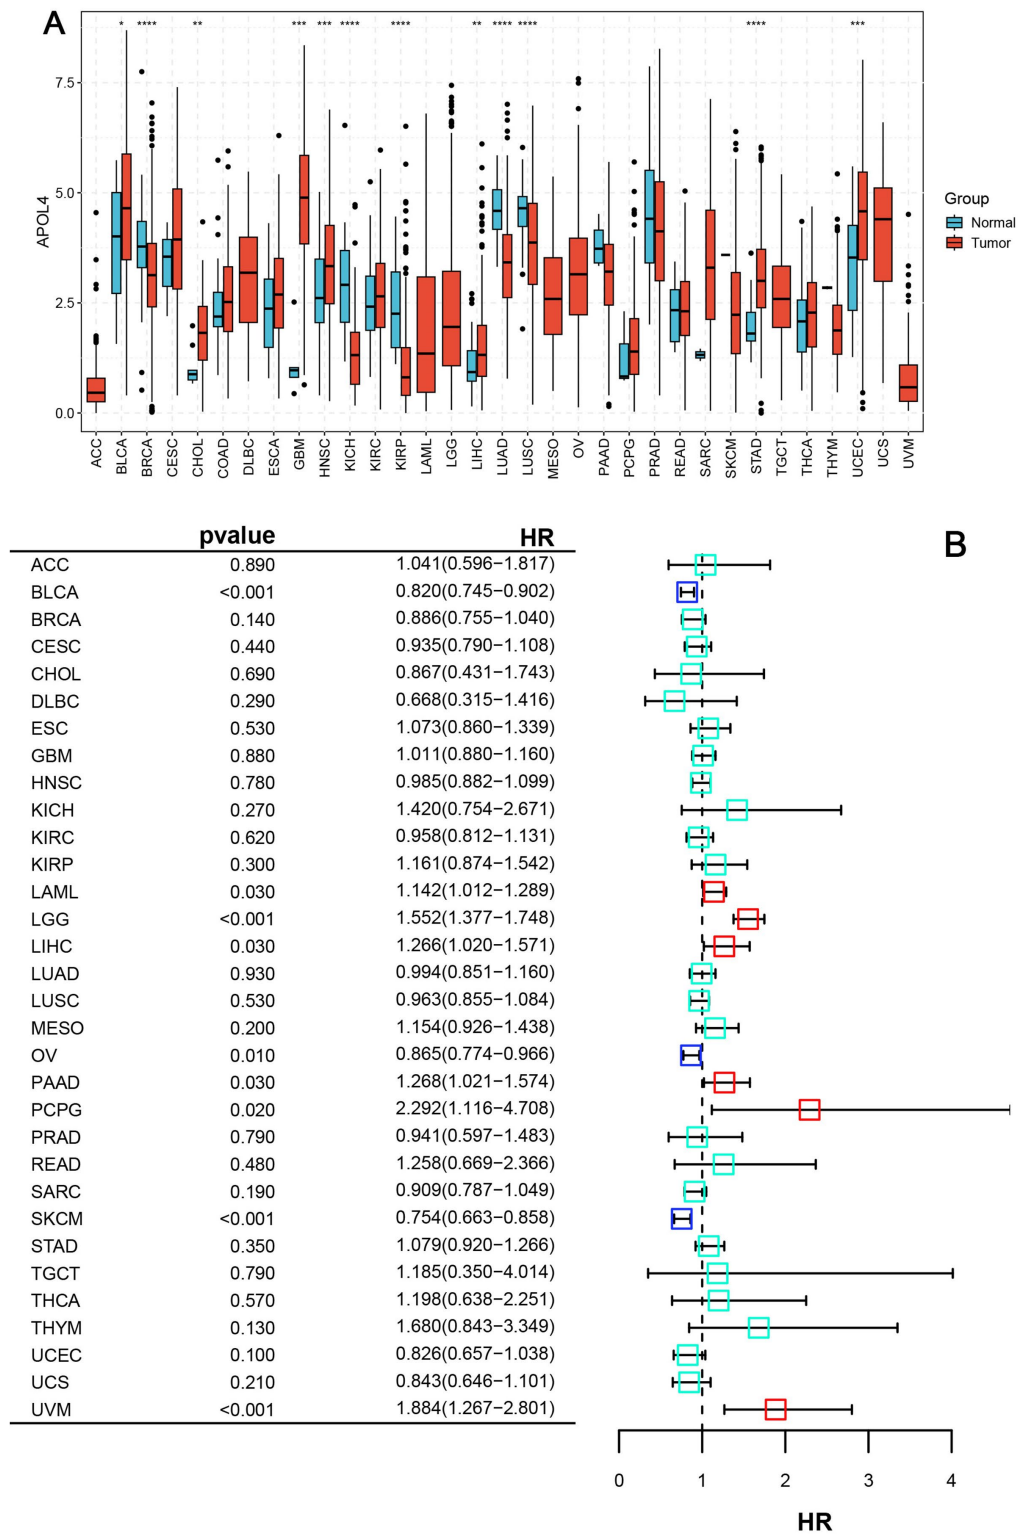 A
* **** ** *** *** **** **** ** **** **** **** ***
7.5
5.0
2.5
0.0
APOL4
Group
Normal
Tumor
ACC
BLCA
BRCA
CESC
CHOL
COAD
DLBC
ESCA
GBM
HNSC
KICH
KIRC
KIRP
LAML
LGG
LIHC
LUAD
LUSC
MESO
OV
PAAD
PCPG
PRAD
READ
SARC
SKCM
STAD
TGCT
THCA
THYM
UCEC
UCS
UVM
B
pvalue HR
ACC 0.890 1.041(0.596−1.817)
BLCA <0.001 0.820(0.745−0.902)
BRCA 0.140 0.886(0.755−1.040)
CESC 0.440 0.935(0.790−1.108)
CHOL 0.690 0.867(0.431−1.743)
DLBC 0.290 0.668(0.315−1.416)
ESC 0.530 1.073(0.860−1.339)
GBM 0.880 1.011(0.880−1.160)
HNSC 0.780 0.985(0.882−1.099)
KICH 0.270 1.420(0.754−2.671)
KIRC 0.620 0.958(0.812−1.131)
KIRP 0.300 1.161(0.874−1.542)
LAML 0.030 1.142(1.012−1.289)
LGG <0.001 1.552(1.377−1.748)
LIHC 0.030 1.266(1.020−1.571)
LUAD 0.930 0.994(0.851−1.160)
LUSC 0.530 0.963(0.855−1.084)
MESO 0.200 1.154(0.926−1.438)
OV 0.010 0.865(0.774−0.966)
PAAD 0.030 1.268(1.021−1.574)
PCPG 0.020 2.292(1.116−4.708)
PRAD 0.790 0.941(0.597−1.483)
READ 0.480 1.258(0.669−2.366)
SARC 0.190 0.909(0.787−1.049)
SKCM <0.001 0.754(0.663−0.858)
STAD 0.350 1.079(0.920−1.266)
TGCT 0.790 1.185(0.350−4.014)
THCA 0.570 1.198(0.638−2.251)
THYM 0.130 1.680(0.843−3.349)
UCEC 0.100 0.826(0.657−1.038)
UCS 0.210 0.843(0.646−1.101)
UVM <0.001 1.884(1.267−2.801)
0 1 2 3 4
HR